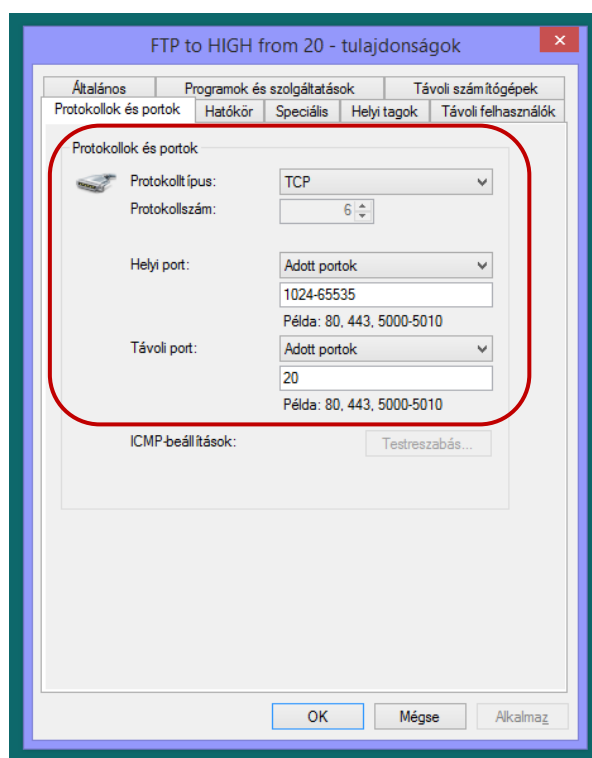 FTP to HIGH from 20 - tulajdonságok
Általános Programok és szolgáltatások Távoli számítógépek
Protokollok és portok Hatókör Speciális Helyi tagok Távoli felhasználók
Protokollok és portok
Protokolltípus: TCP
Protokollszám: 6
Helyi port: Adott portok
1024-65535
Példa: 80, 443, 5000-5010
Távoli port: Adott portok
20
Példa: 80, 443, 5000-5010
ICMP-beállítások: Testreszabás...
OK Mégse Alkalmaz